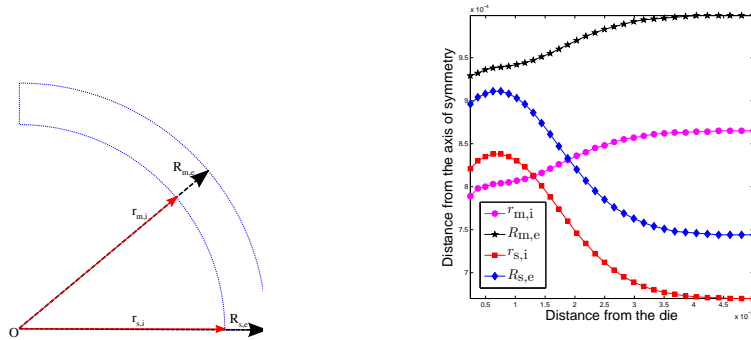 R_{m,e}
r_{m,i}
r_{s,i}
R_{s,e}
O
x 10^{-4}
9.5
9
8.5
8
7
0.5
1
1.5
2
2.5
3
3.5
4
4.5
Distance from the axis of symmetry
Distance from the die
r_{m,i}
R_{m,e}
r_{s,i}
R_{s,e}